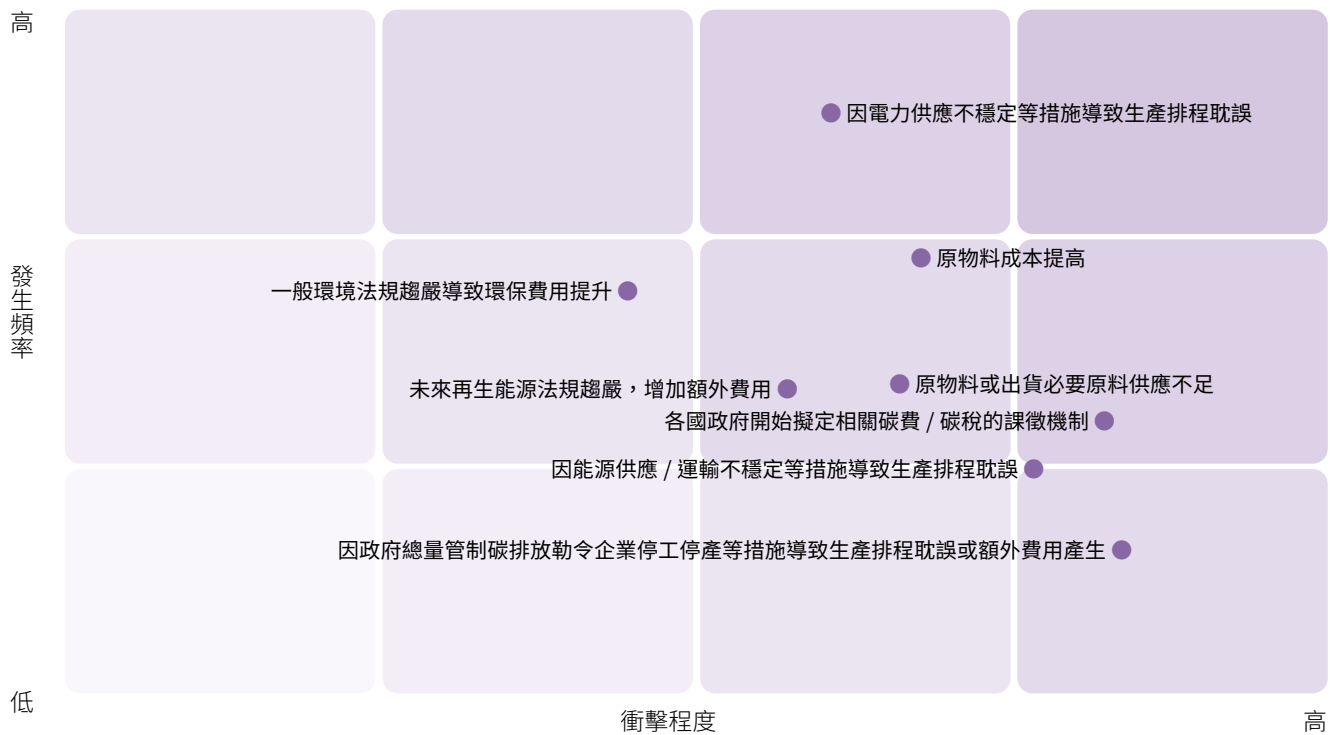 高
因電力供應不穩定等措施導致生產排程耽誤
原物料成本提高
發生頻率
一般環境法規趨嚴導致環保費用提升
未來再生能源法規趨嚴，增加額外費用
原物料或出貨必要原料供應不足
各國政府開始擬定相關碳費 / 碳稅的課徵機制
因能源供應 / 運輸不穩定等措施導致生產排程耽誤
因政府總量管制碳排放勒令企業停工停產等措施導致生產排程耽誤或額外費用產生
低
衝擊程度
高